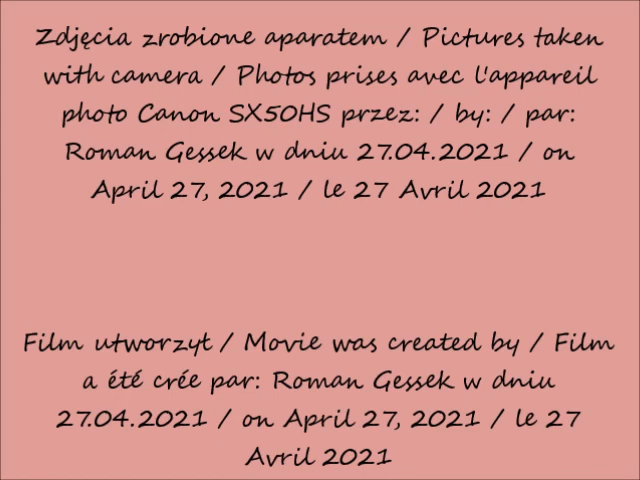 Zdjęcia zrobione aparatem / Pictures taken
with camera / Photos prises avec l'appareil
photo Canon SX50HS przez: / by: / par:
Roman Gessek w dniu 27.04.2021 / on
April 27, 2021 / le 27 Avril 2021
Film utworzył / Movie was created by / Film
a été crée par: Roman Gessek w dniu
27.04.2021 / on April 27, 2021 / le 27
Avril 2021